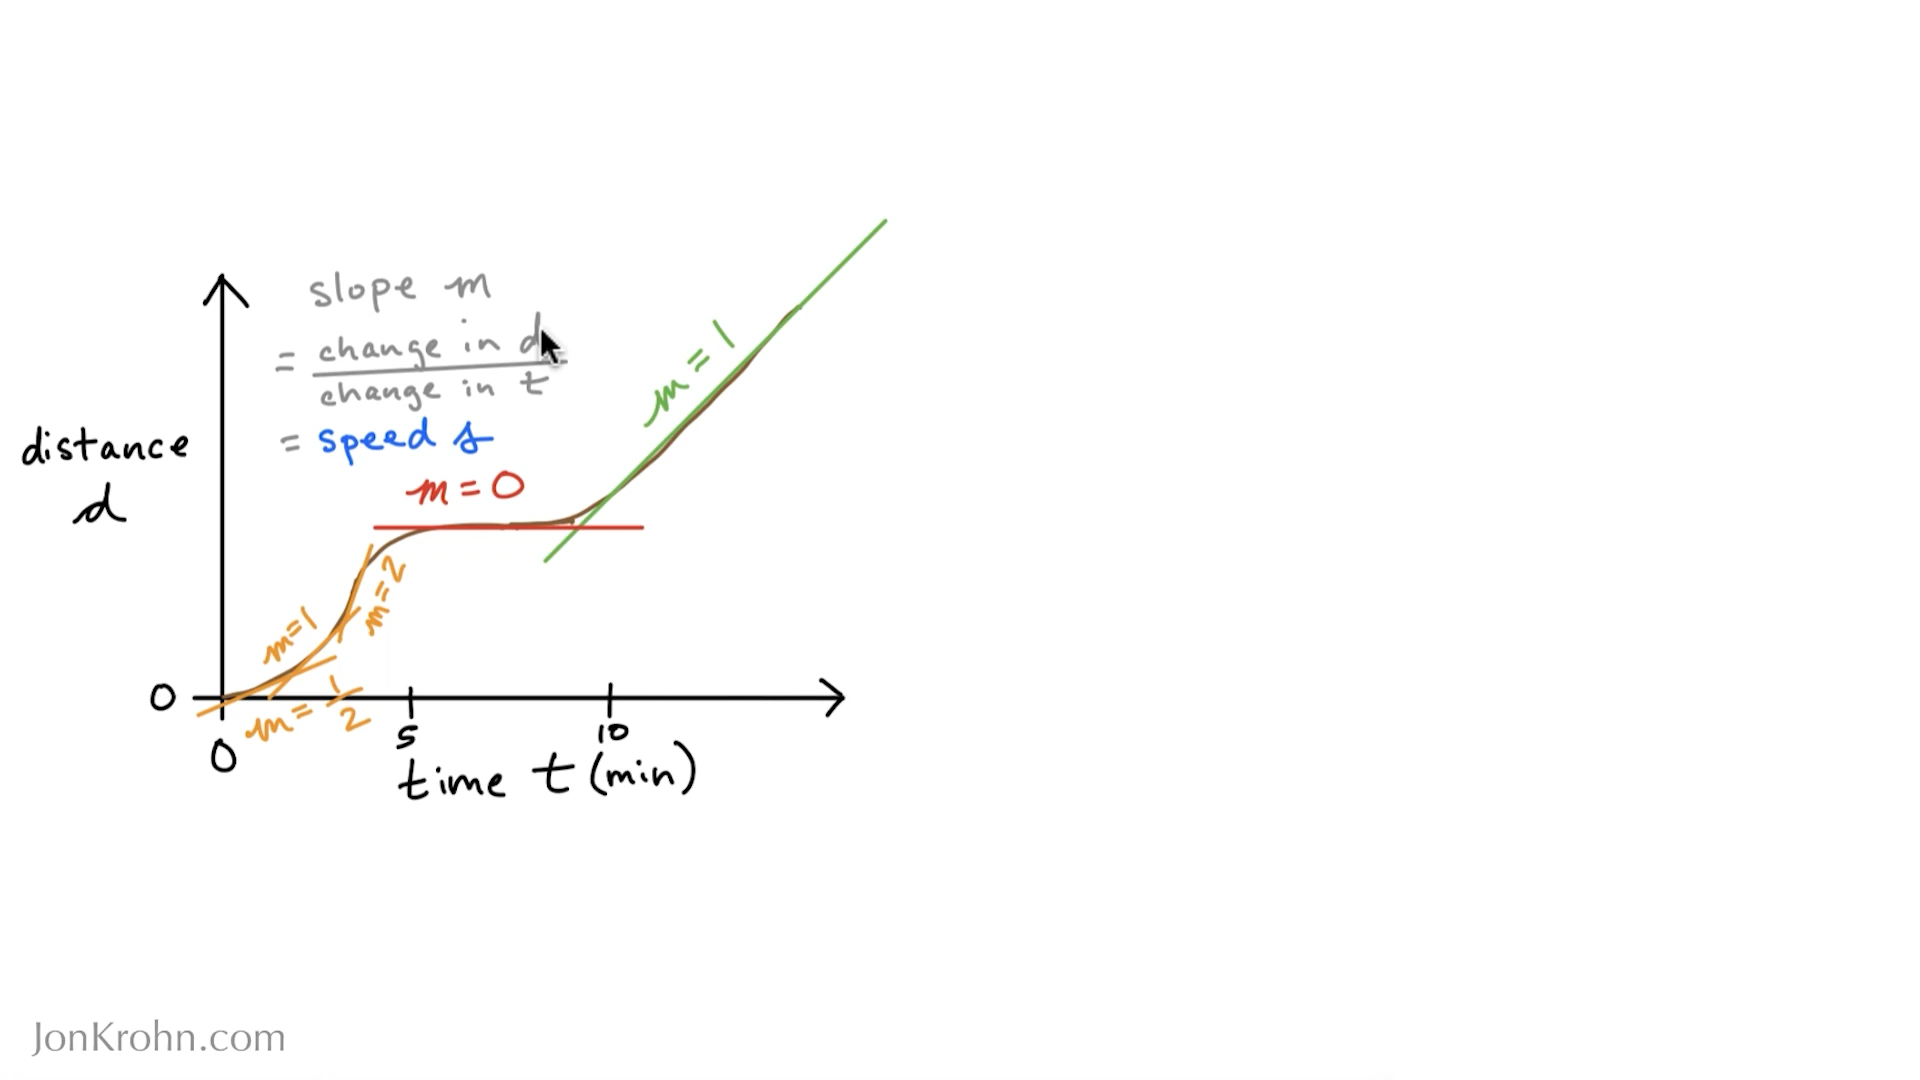 slope m
= change in d
change in t
= speed s
distance
d
m = 0
m = 1
m = 1
m = 2
m = 1
2
0
0
5
10
time t (min)
JonKrohn.com